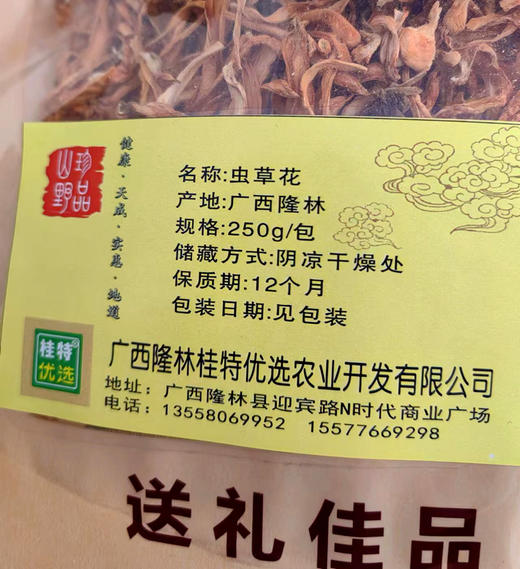 山珍
野品
健康·天成·实惠·地道
名称:虫草花
产地:广西隆林
规格:250g/包
储藏方式:阴凉干燥处
保质期:12个月
包装日期:见包装
桂特®
优选
广西隆林桂特优选农业开发有限公司
地址:广西隆林县迎宾路N时代商业广场
电话:13558069952 15577669298
送礼佳品